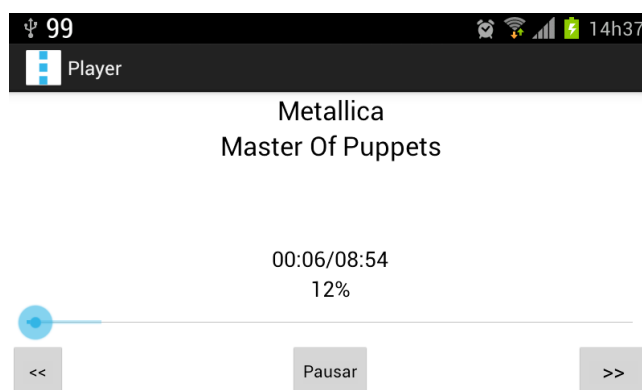 99 14h37
Player
Metallica
Master Of Puppets
00:06/08:54
12%
<< Pausar >>